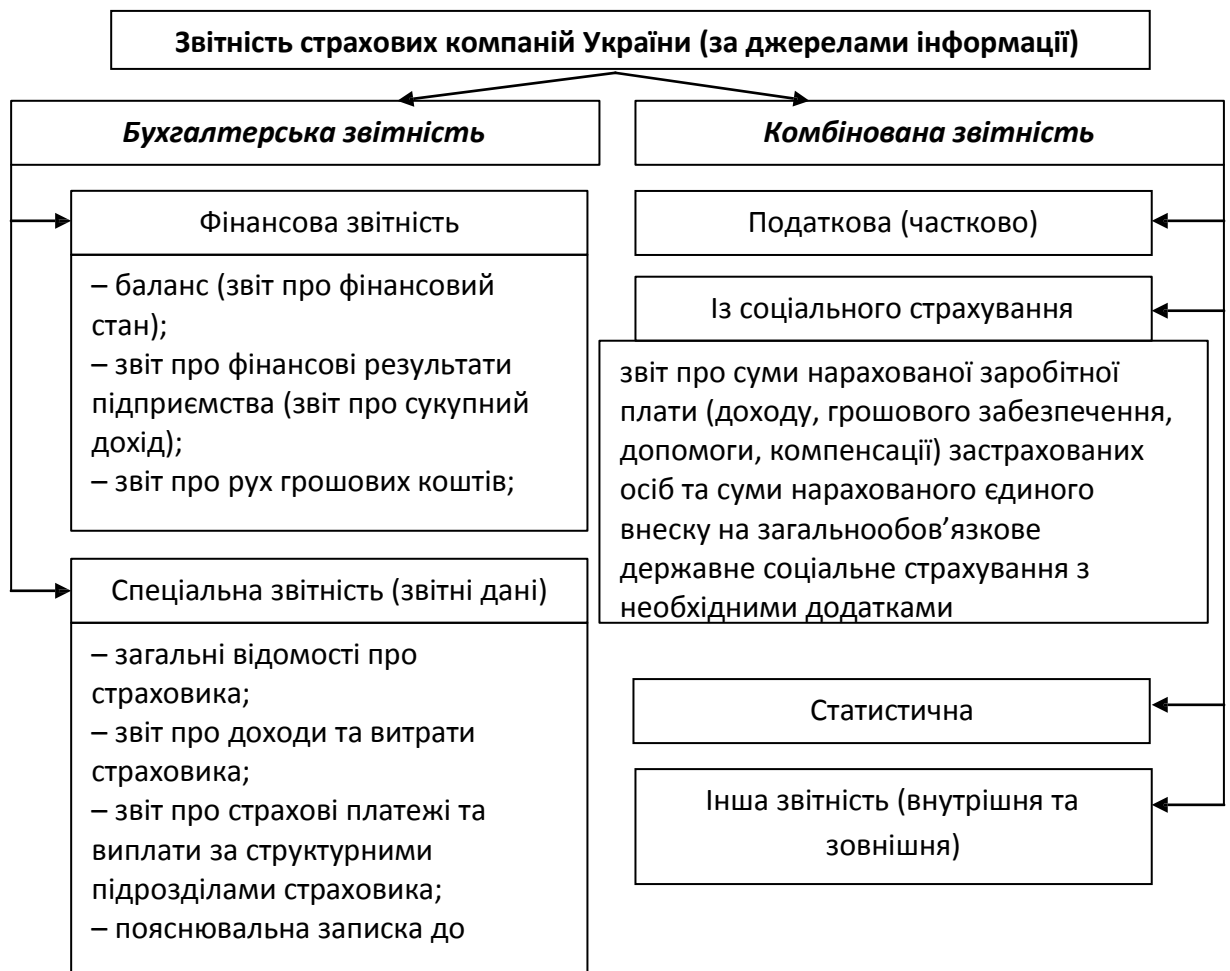 Звітність страхових компаній України (за джерелами інформації)
Бухгалтерська звітність
Фінансова звітність
– баланс (звіт про фінансовий
стан);
– звіт про фінансові результати
підприємства (звіт про сукупний
дохід);
– звіт про рух грошових коштів;
Спеціальна звітність (звітні дані)
– загальні відомості про
страховика;
– звіт про доходи та витрати
страховика;
– звіт про страхові платежі та
виплати за структурними
підрозділами страховика;
– пояснювальна записка до
Комбінована звітність
Податкова (частково)
Із соціального страхування
звіт про суми нарахованої заробітної
плати (доходу, грошового забезпечення,
допомоги, компенсації) застрахованих
осіб та суми нарахованого єдиного
внеску на загальнообов’язкове
державне соціальне страхування з
необхідними додатками
Статистична
Інша звітність (внутрішня та
зовнішня)